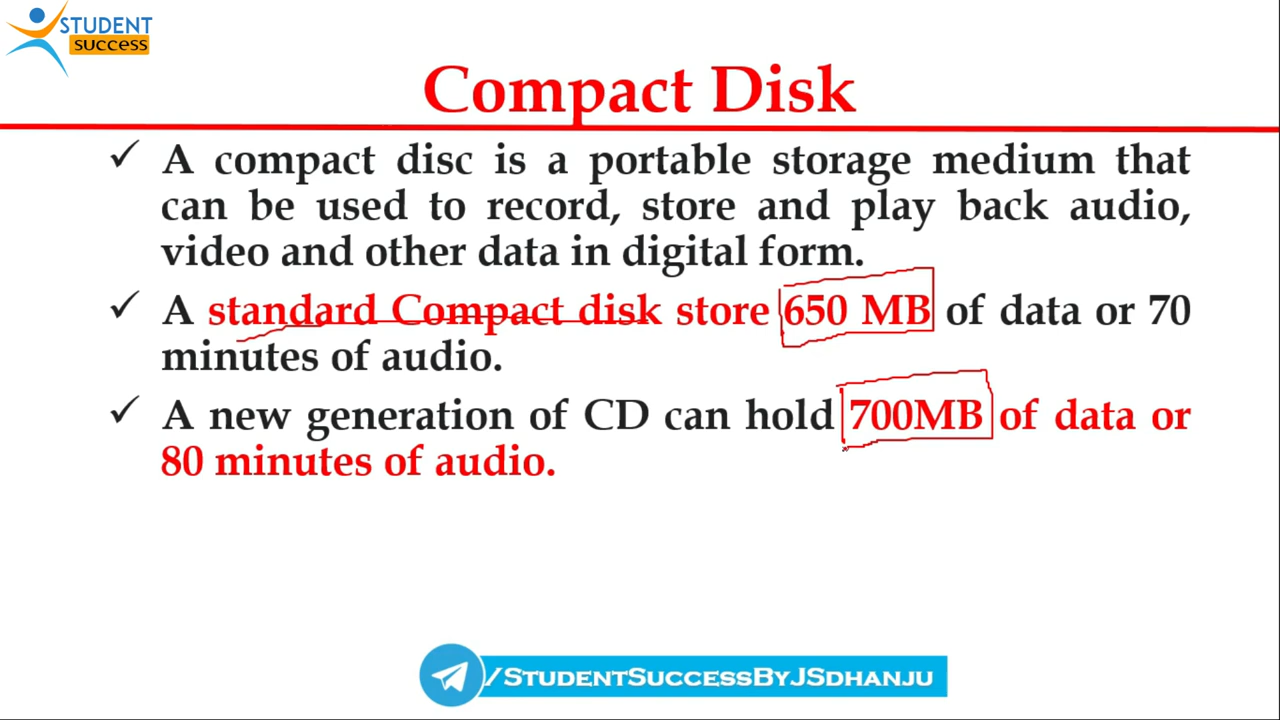 STUDENT
success
Compact Disk
✓ A compact disc is a portable storage medium that
can be used to record, store and play back audio,
video and other data in digital form.
✓ A standard Compact disk store 650 MB of data or 70
minutes of audio.
✓ A new generation of CD can hold 700MB of data or
80 minutes of audio.
/STUDENTSUCCESSBYJSDHANJU